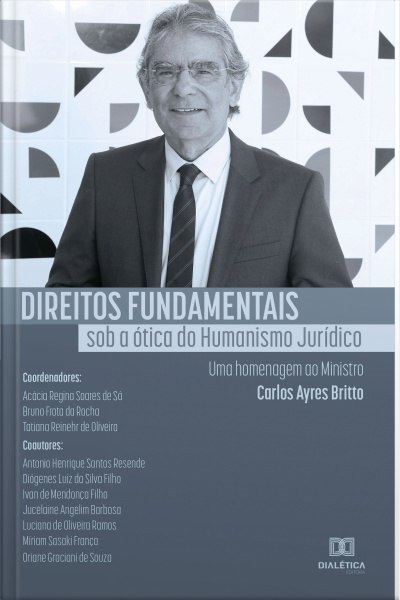 DIREITOS FUNDAMENTAIS
sob a ótica do Humanismo Jurídico
Uma homenagem ao Ministro
Carlos Ayres Britto
Coordenadores:
Acácia Regina Soares de Sá
Bruno Frota da Rocha
Tatiana Reinehr de Oliveira
Coautores:
Antonio Henrique Santos Resende
Diógenes Luiz da Silva Filho
Ivan de Mendonça Filho
Jucelaine Angelim Barbosa
Luciana de Oliveira Ramos
Miriam Sasaki França
Oriane Graciani de Souza
DIALÉTICA
EDITORA